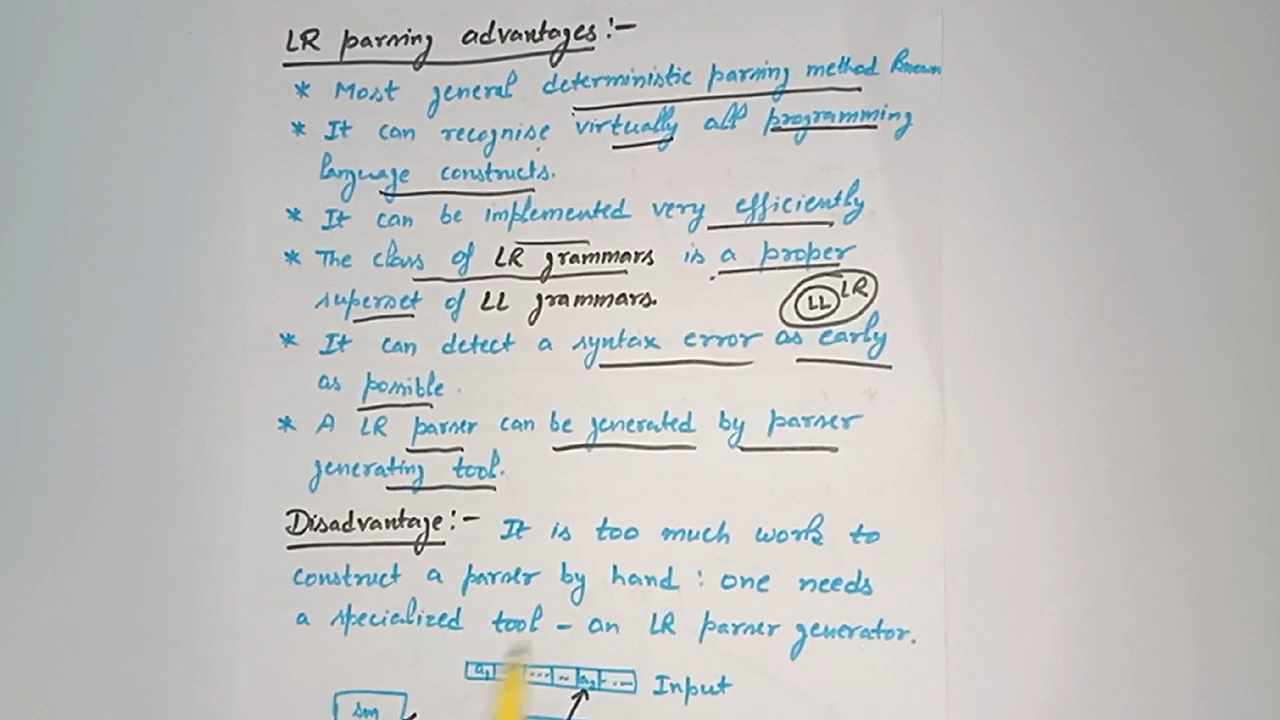 LR parsing advantages:-
* Most general deterministic parsing method known
* It can recognise virtually all programming
language constructs.
* It can be implemented very efficiently
* The class of LR grammars is a proper
superset of LL grammars.
LL LR
* It can detect a syntax error as early
as possible.
* A LR parser can be generated by parser
generating tool.
Disadvantage:- It is too much work to
construct a parser by hand : one needs
a specialized tool - an LR parser generator.
a1 ... Input
Sm